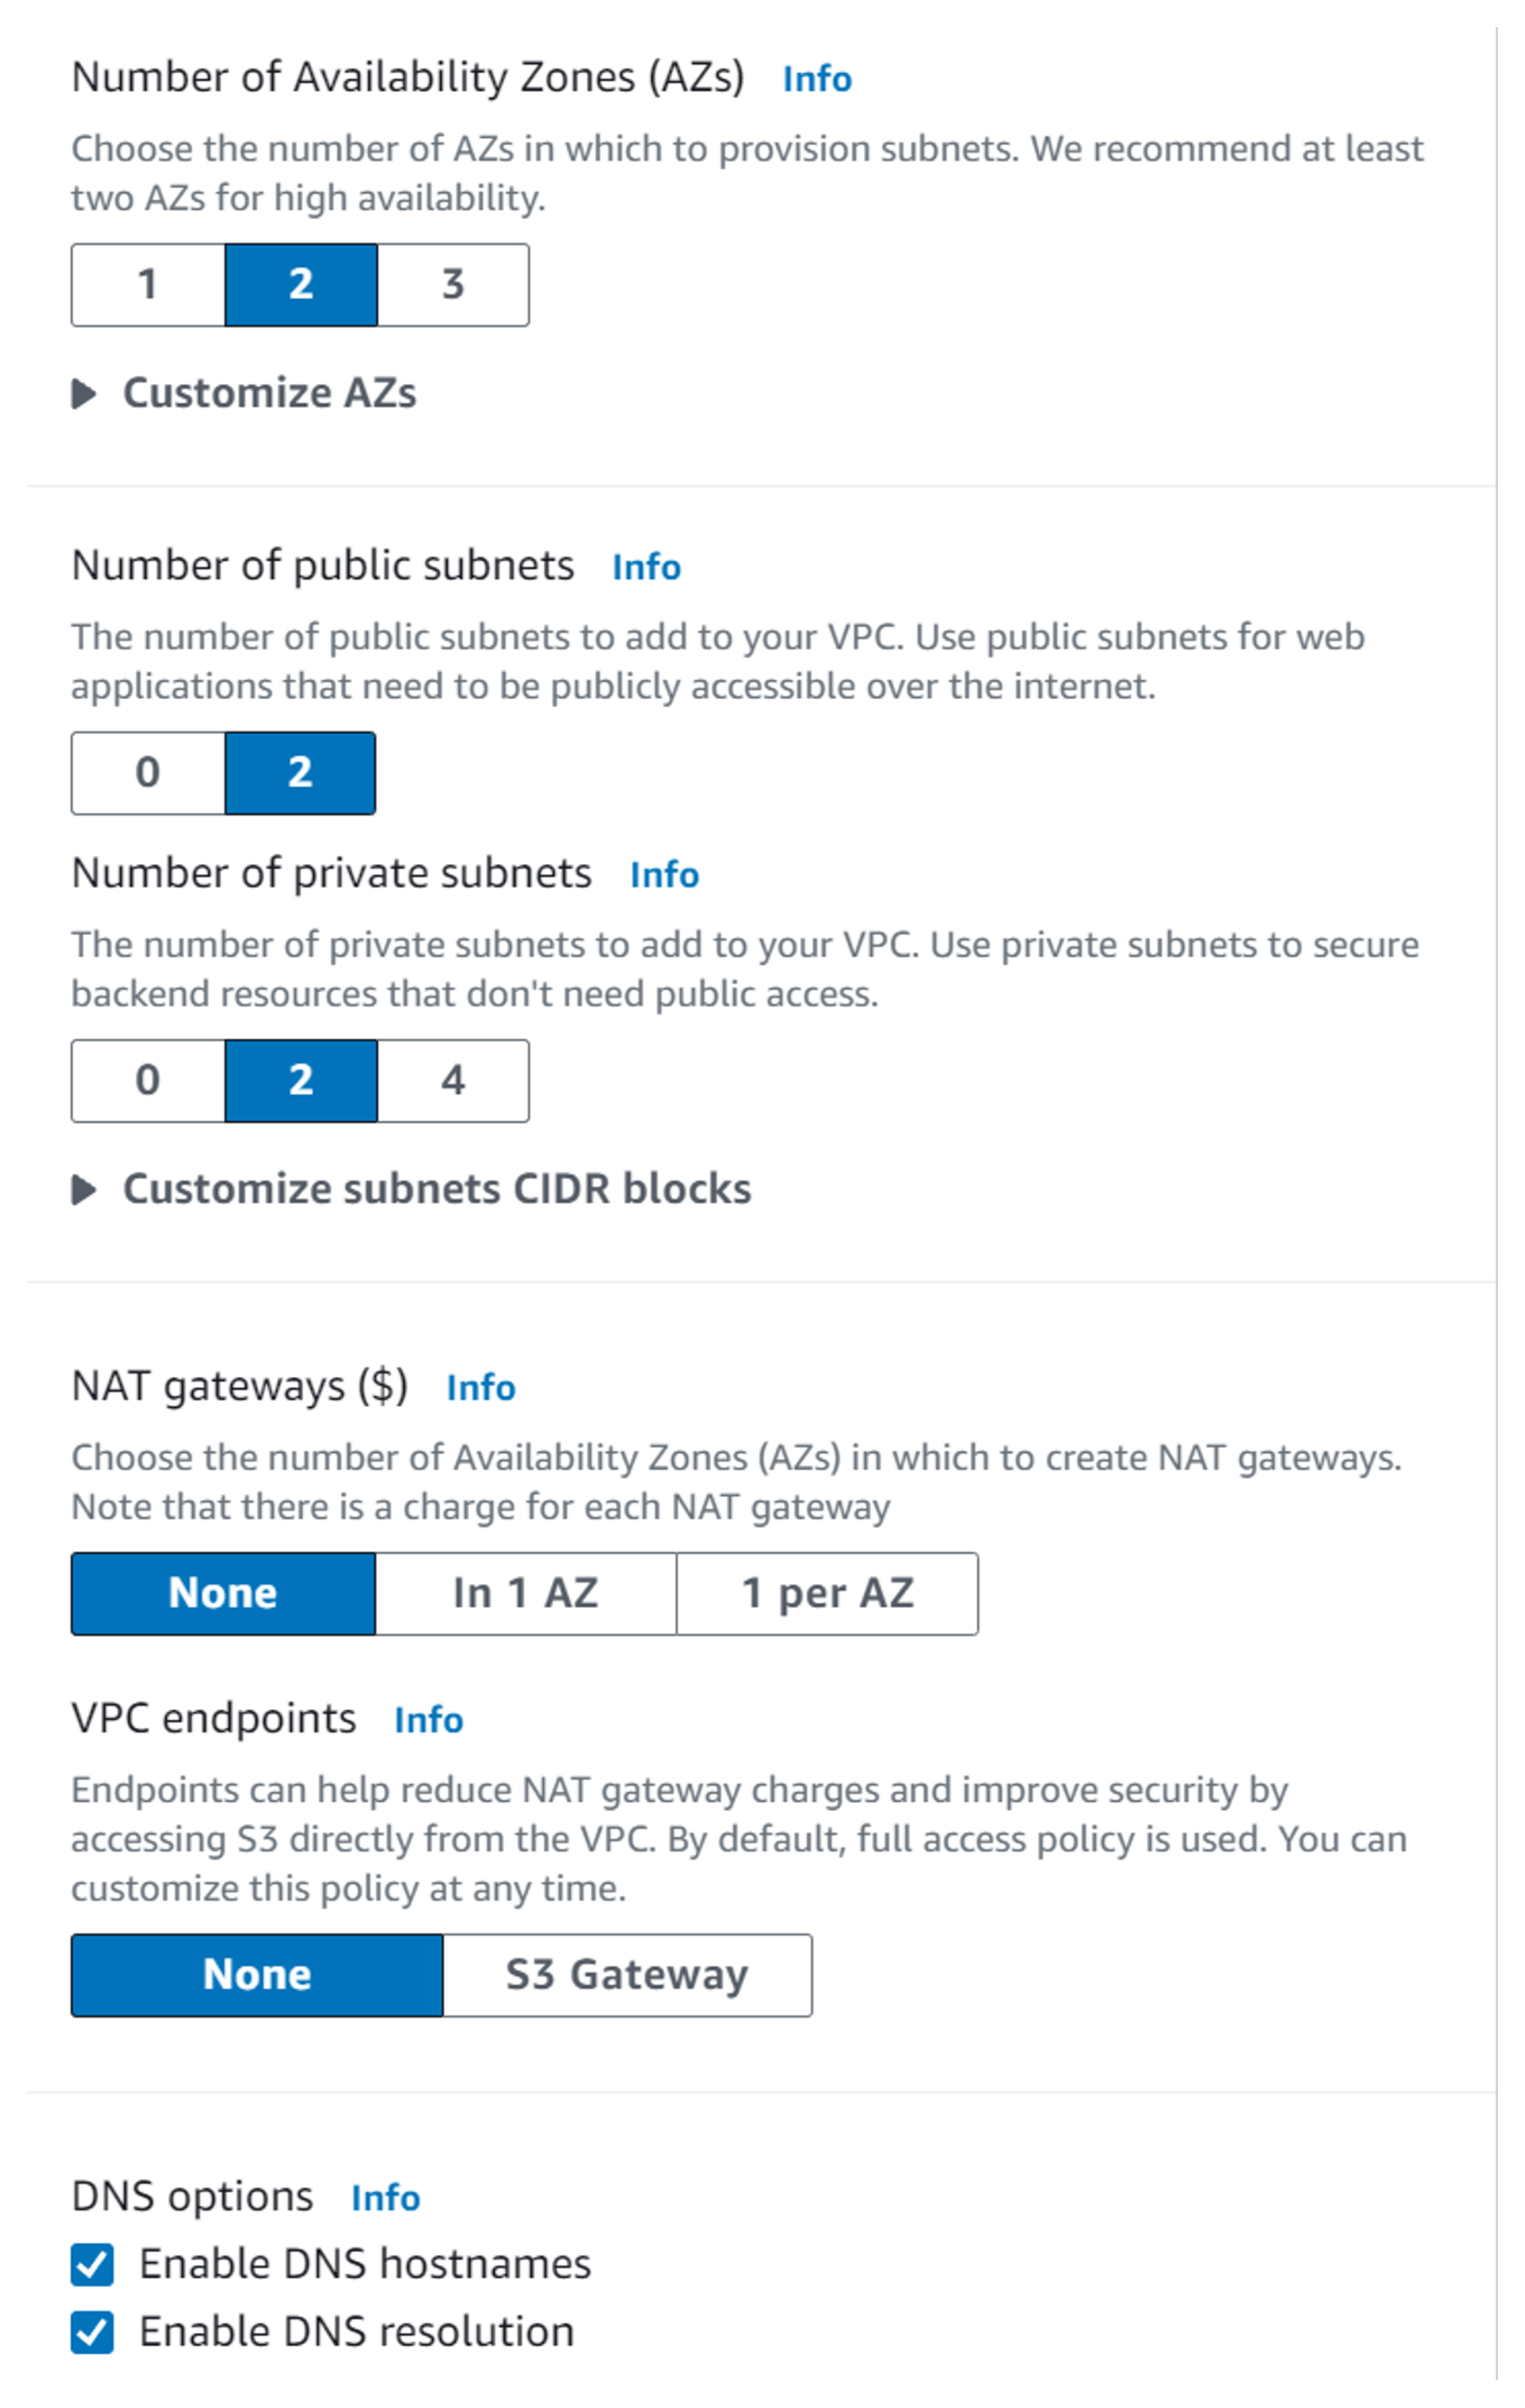 Number of Availability Zones (AZs) Info
Choose the number of AZs in which to provision subnets. We recommend at least
two AZs for high availability.
1 2 3
Customize AZs
Number of public subnets Info
The number of public subnets to add to your VPC. Use public subnets for web
applications that need to be publicly accessible over the internet.
0 2
Number of private subnets Info
The number of private subnets to add to your VPC. Use private subnets to secure
backend resources that don't need public access.
0 2 4
Customize subnets CIDR blocks
NAT gateways ($) Info
Choose the number of Availability Zones (AZs) in which to create NAT gateways.
Note that there is a charge for each NAT gateway
None In 1 AZ 1 per AZ
VPC endpoints Info
Endpoints can help reduce NAT gateway charges and improve security by
accessing S3 directly from the VPC. By default, full access policy is used. You can
customize this policy at any time.
None S3 Gateway
DNS options Info
Enable DNS hostnames
Enable DNS resolution